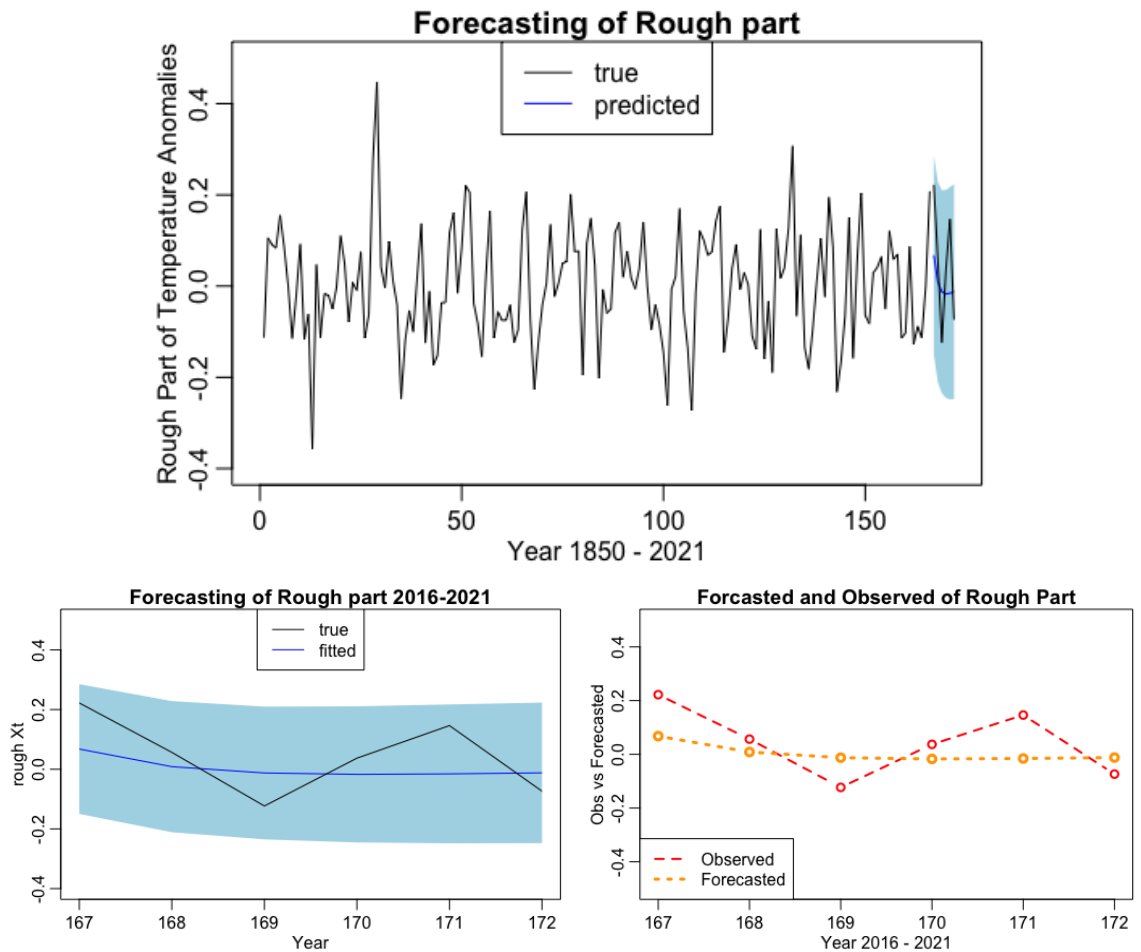 Forecasting of Rough part
Rough Part of Temperature Anomalies
0.4
0.2
0.0
-0.2
-0.4
true
predicted
0 50 100 150
Year 1850 - 2021
Forecasting of Rough part 2016-2021
rough Xt
0.4
0.2
0.0
-0.2
-0.4
true
fitted
167 168 169 170 171 172
Year
Forcasted and Observed of Rough Part
Obs vs Forecasted
0.4
0.2
0.0
-0.2
-0.4
Observed
Forecasted
167 168 169 170 171 172
Year 2016 - 2021